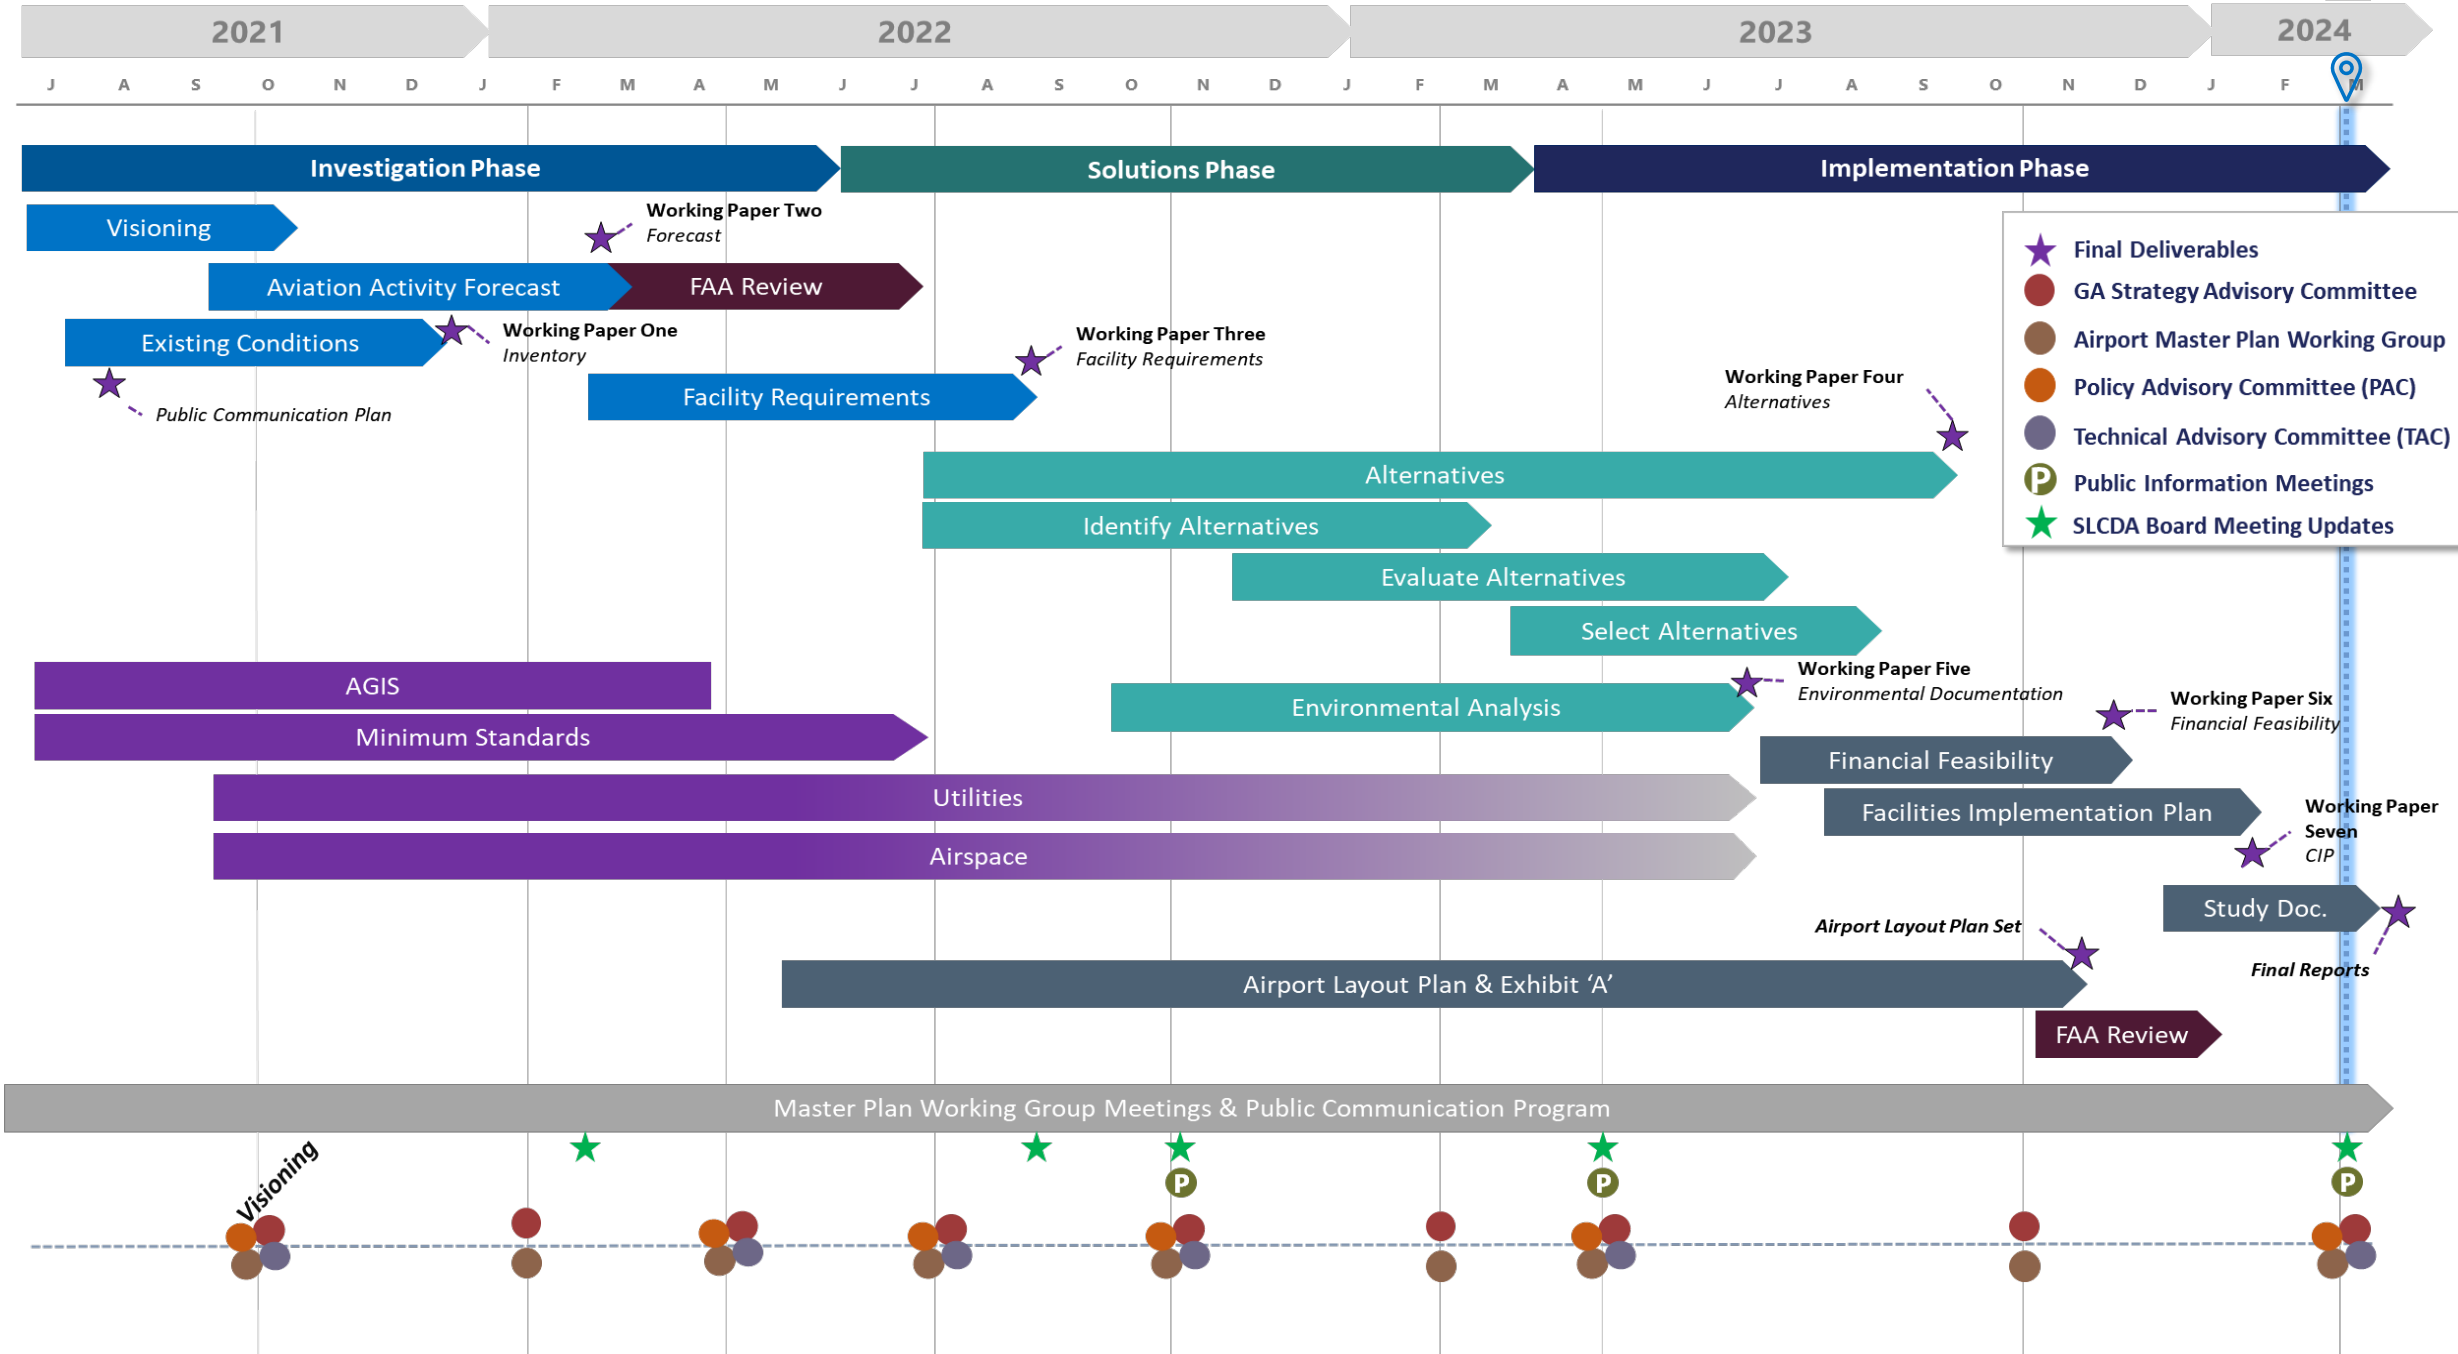 2021 2022 2023 2024
J A S O N D J F M A M J J A S O N D J F M A M J J A S O N D J F M
Investigation Phase Solutions Phase Implementation Phase
Visioning
Working Paper Two
Forecast
Aviation Activity Forecast FAA Review
Existing Conditions
Working Paper One
Inventory
Public Communication Plan
Working Paper Three
Facility Requirements
Facility Requirements
Working Paper Four
Alternatives
Final Deliverables
GA Strategy Advisory Committee
Airport Master Plan Working Group
Policy Advisory Committee (PAC)
Technical Advisory Committee (TAC)
P Public Information Meetings
SLCDA Board Meeting Updates
Alternatives
Identify Alternatives
Evaluate Alternatives
Select Alternatives
AGIS
Working Paper Five
Environmental Documentation
Environmental Analysis
Working Paper Six
Financial Feasibility
Minimum Standards
Financial Feasibility
Utilities
Facilities Implementation Plan
Working Paper
Seven
CIP
Airspace
Study Doc.
Airport Layout Plan Set
Final Reports
Airport Layout Plan & Exhibit ‘A’
FAA Review
Master Plan Working Group Meetings & Public Communication Program
Visioning
P P P